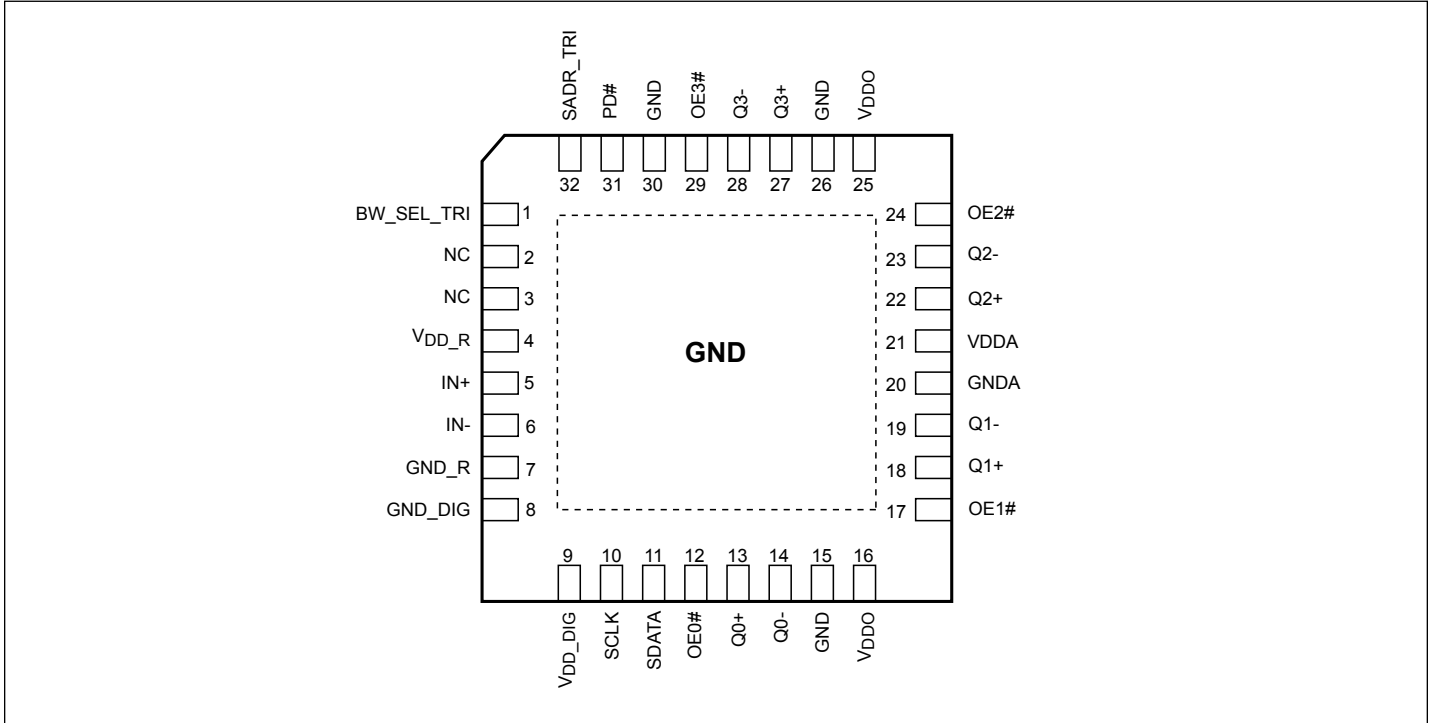 SADR_TRI
PD#
GND
OE3#
Q3-
Q3+
GND
VDDO
32 31 30 29 28 27 26 25
BW_SEL_TRI 1
NC 2
NC 3
VDD_R 4
IN+ 5
IN- 6
GND_R 7
GND_DIG 8
GND
24 OE2#
23 Q2-
22 Q2+
21 VDDA
20 GNDA
19 Q1-
18 Q1+
17 OE1#
9 10 11 12 13 14 15 16
VDD_DIG
SCLK
SDATA
OE0#
Q0+
Q0-
GND
VDDO